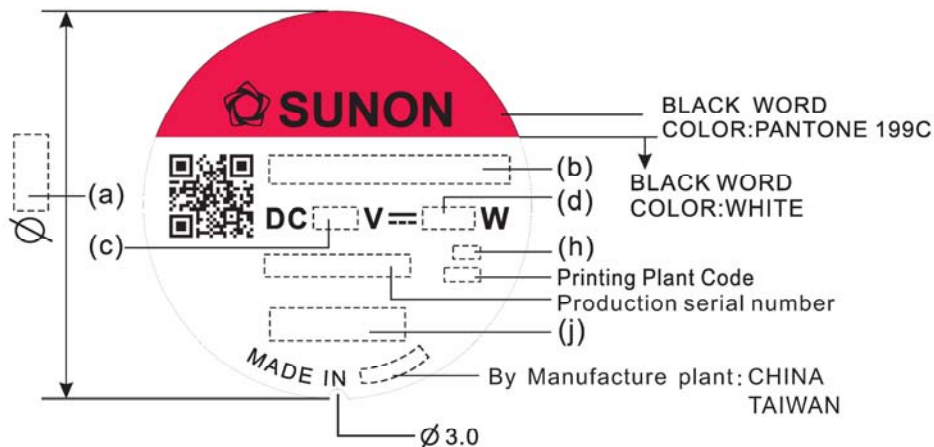 SUNON
BLACK WORD
COLOR:PANTONE 199C
(a)
(b)
BLACK WORD
COLOR:WHITE
DC V W
(d)
(c)
(h)
Printing Plant Code
Production serial number
(j)
MADE IN
By Manufacture plant: CHINA
TAIWAN
Ø
Ø 3.0